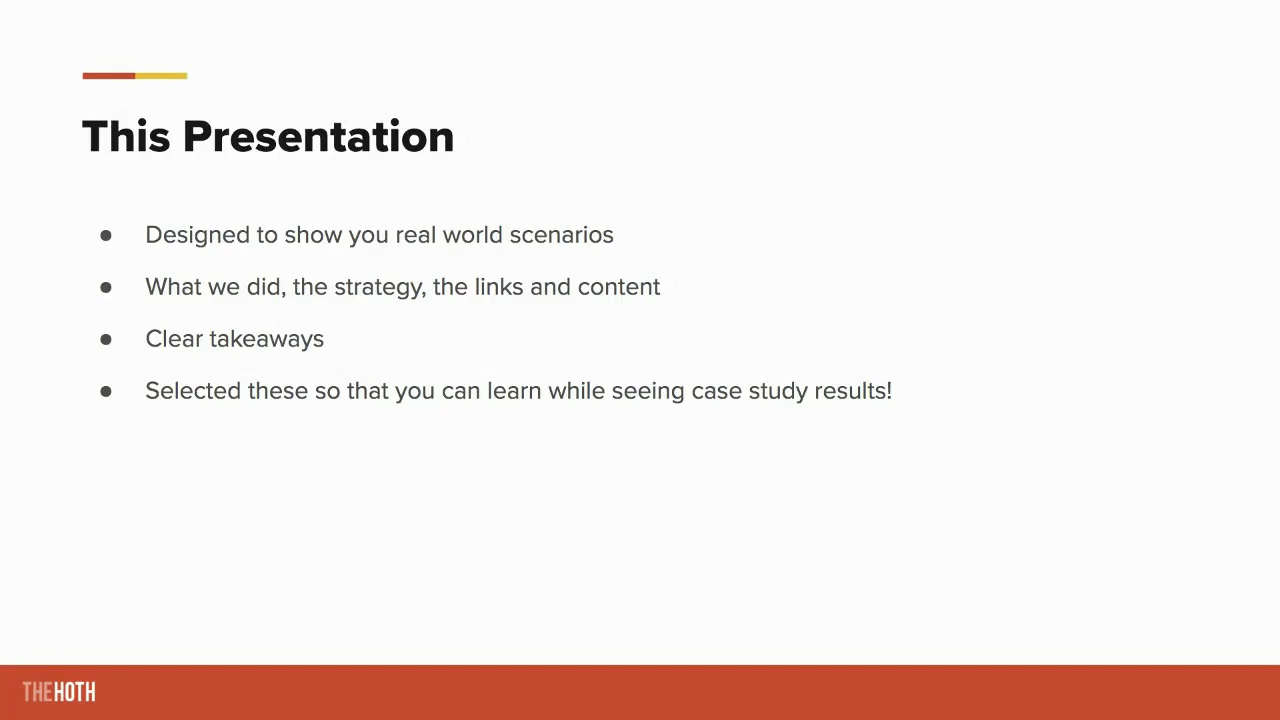 This Presentation
● Designed to show you real world scenarios
● What we did, the strategy, the links and content
● Clear takeaways
● Selected these so that you can learn while seeing case study results!
THEHOTH